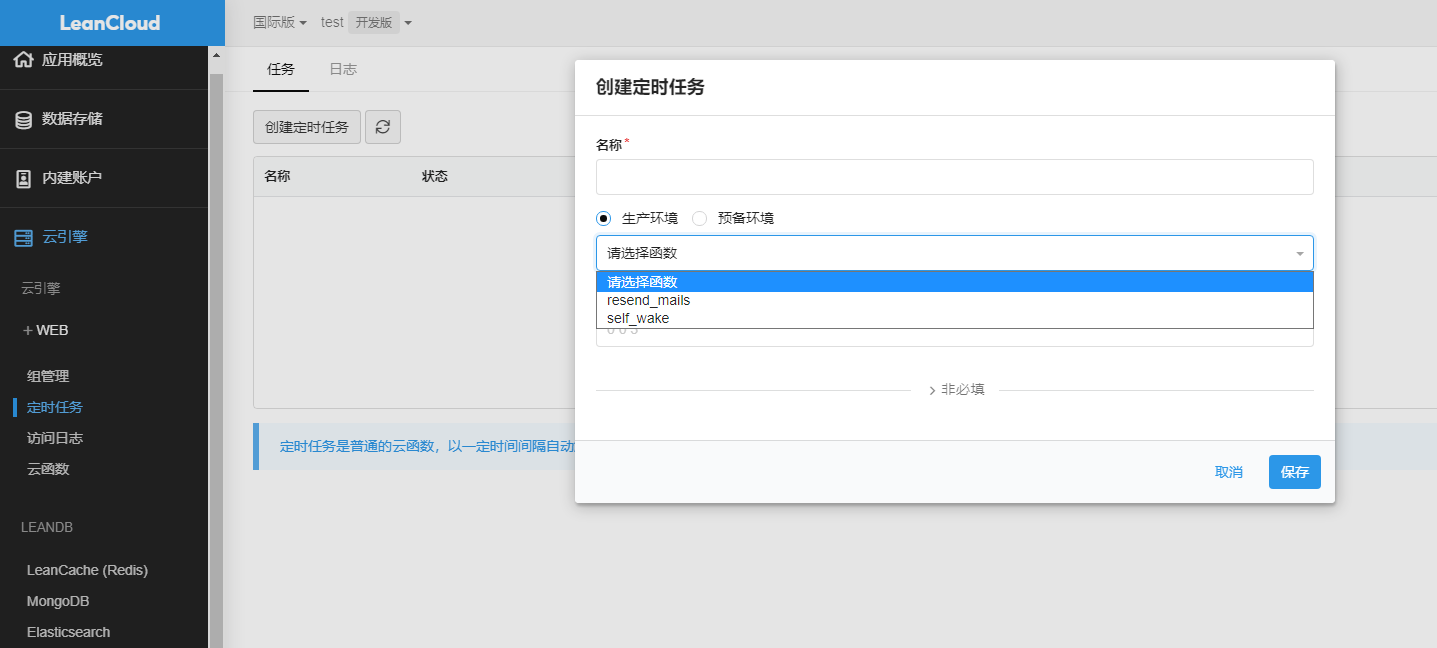 LeanCloud
国际版 test 开发版
应用概览
数据存储
内建账户
云引擎
云引擎
+ WEB
组管理
定时任务
访问日志
云函数
LEANDB
LeanCache (Redis)
MongoDB
Elasticsearch
任务 日志
创建定时任务
名称 状态
定时任务是普通的云函数，以一定时间间隔自动
创建定时任务
名称*
生产环境 预备环境
请选择函数
请选择函数
resend_mails
self_wake
非必填
取消 保存